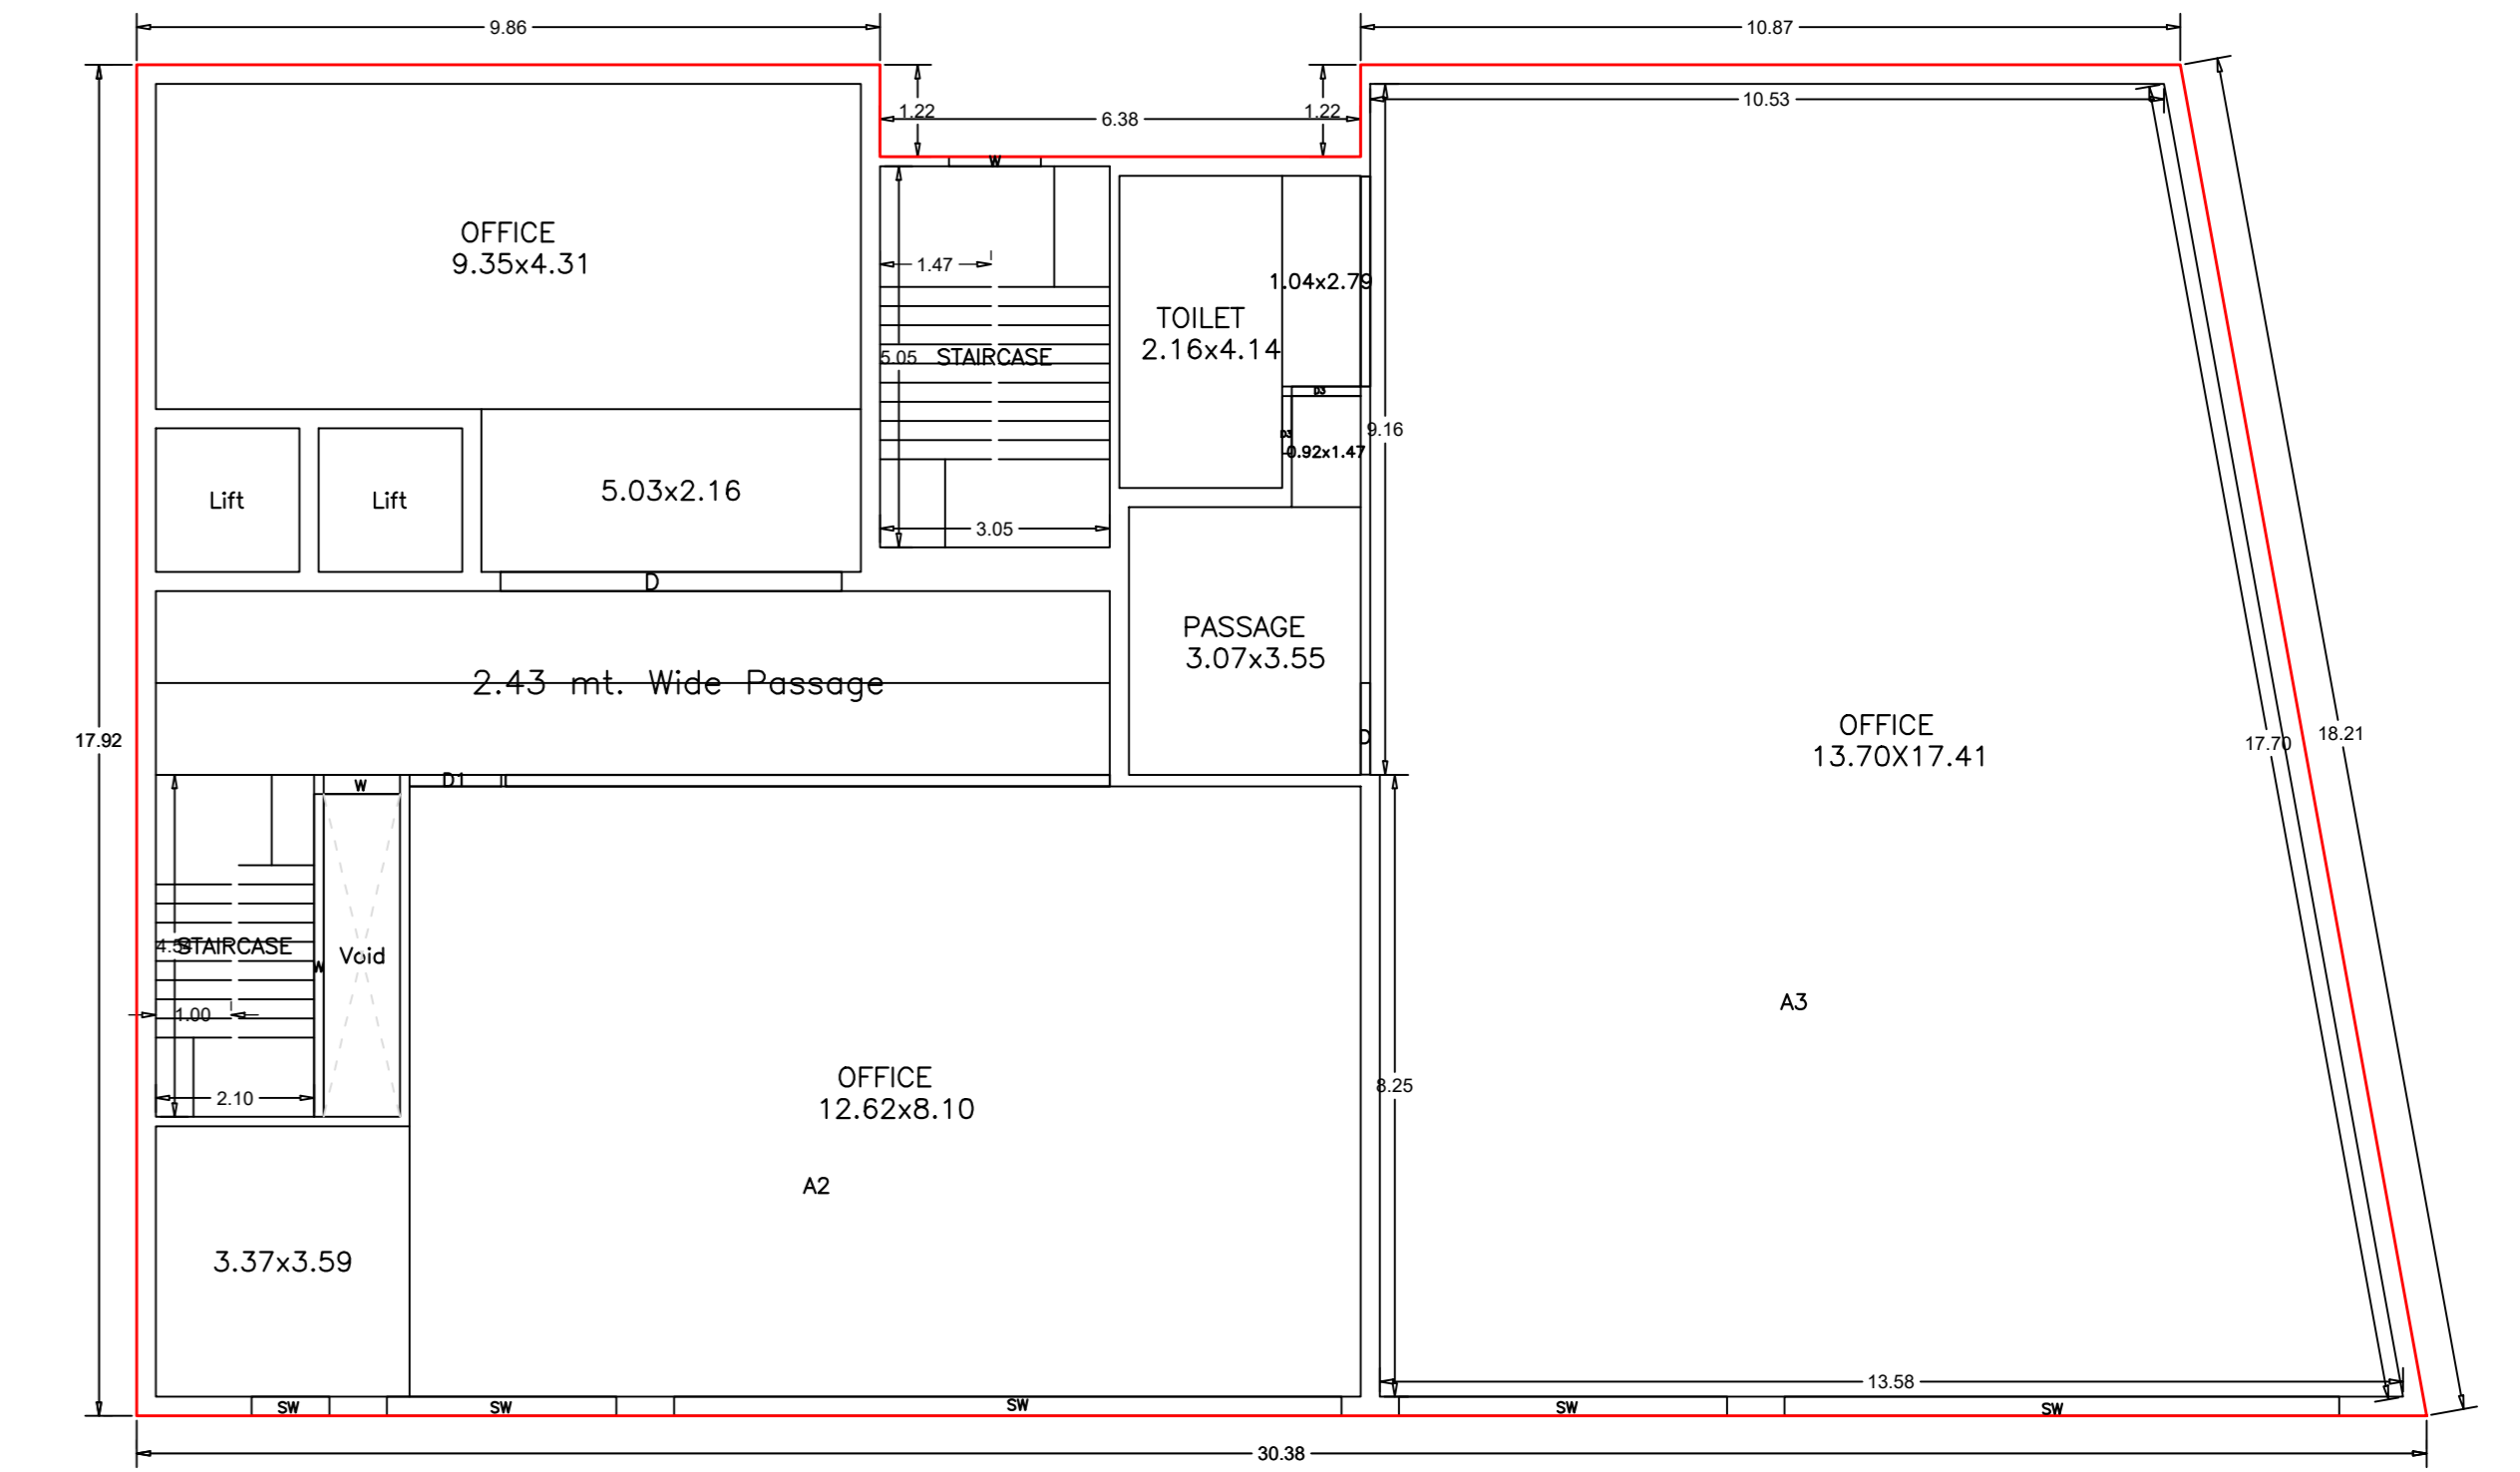 9.86
10.87
1.22
6.38
1.22
10.53
W
OFFICE
9.35x4.31
1.47
1.04x2.79
TOILET
2.16x4.14
5.05
STAIRCASE
D3
9.16
D3
0.92x1.47
Lift
Lift
5.03x2.16
3.05
D
PASSAGE
3.07x3.55
2.43 mt. Wide Passage
17.92
D
OFFICE
13.70X17.41
17.70
18.21
W
D1
4.54
STAIRCASE
W
Void
1.00
A3
2.10
OFFICE
12.62x8.10
8.25
A2
3.37x3.59
13.58
SW
SW
SW
SW
SW
30.38